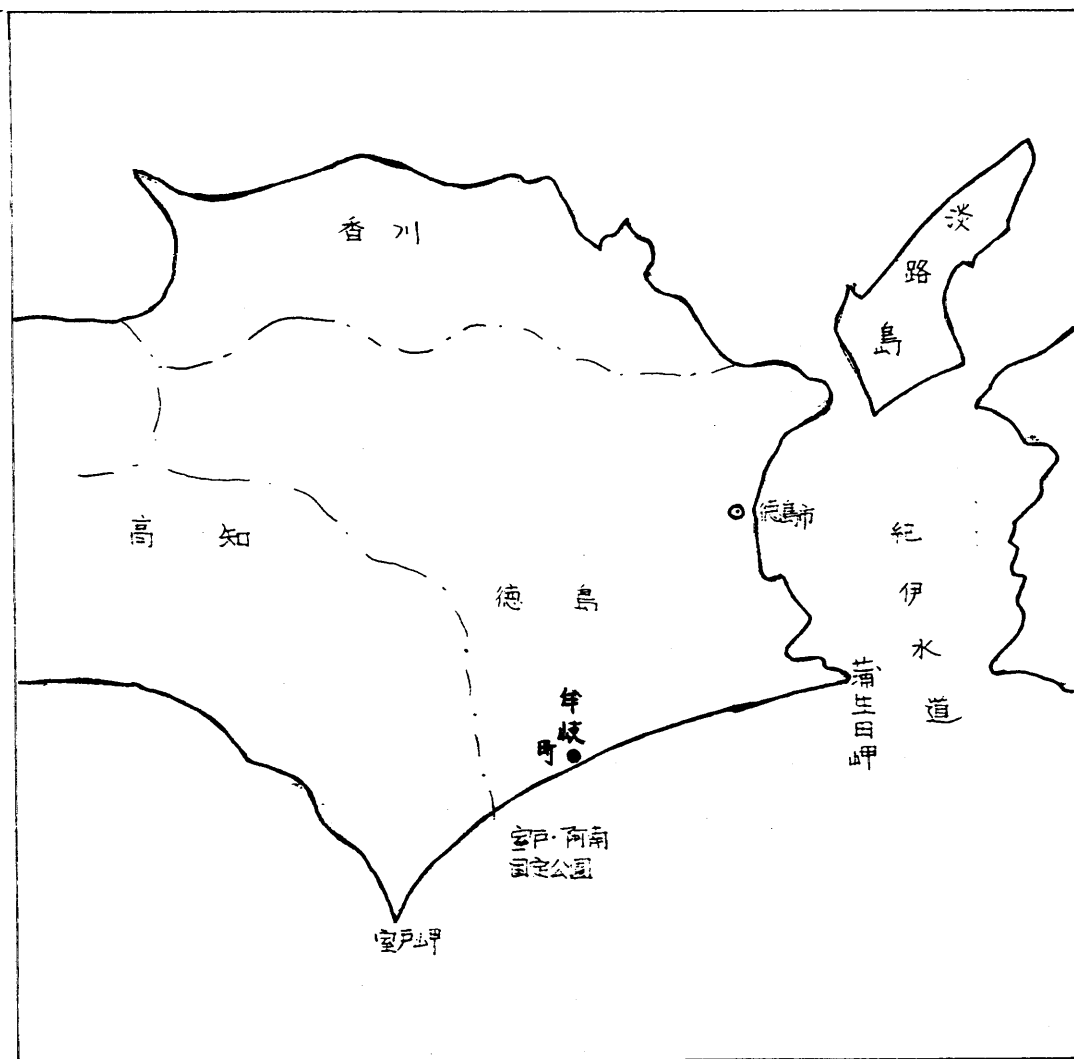 香川
淡路島
高知
徳島市
紀伊水道
徳島
牟岐町
蒲生田岬
室戸・阿南
国定公園
室戸岬